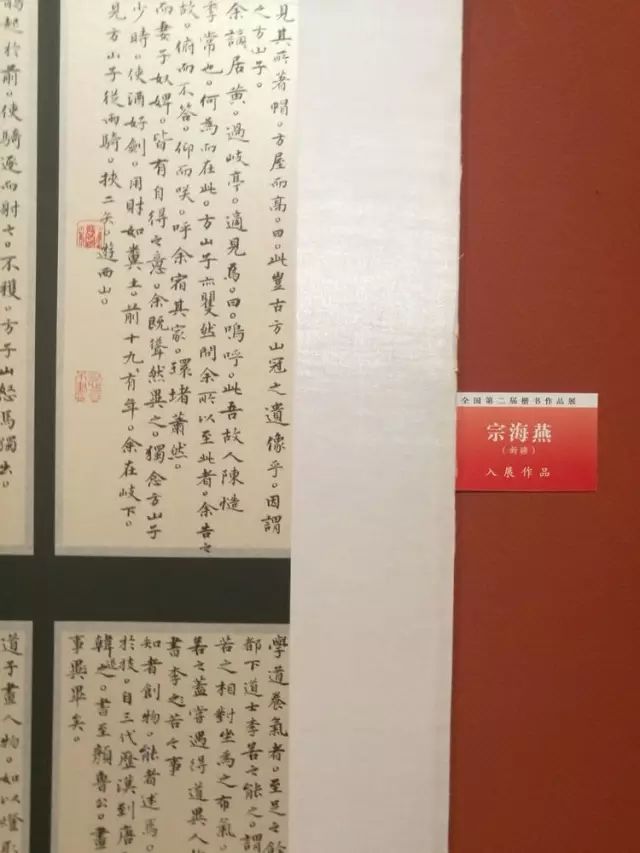 見其所著帽。方屋而高。曰。此豈古方山冠之遺像乎。因謂
之方山子。
余謫居黃。過岐亭。適見焉。曰。嗚呼。此吾故人陳慥
季常也。何為而在此。方山子亦矍然問余所以至此者。余告之
故。俯而不答。仰而咲。呼余宿其家。環堵蕭然。
而妻子奴婢。皆有自得之意。余既聳然異之。獨念方山子
少時。使酒好劍。用財如糞土。前十九有年。余在岐下。
見方山子從兩騎。挾二矢。遊西山。
鵲起於前。使騎逐而射之。不獲。方子山怒馬獨出。
學道養氣者。至足之餘
都下道士李若之能之。謂
若之相對坐為之布氣。
若之蓋嘗遇得道異人
書李之若之事
知者創物。能者述焉。
於技。自三代歷漢到唐
韓退之。書至顏魯公。畫
事異畢矣。
道子畫人物。如以燈影
全国第二届楷书作品展
宗海燕
(新疆)
入展作品